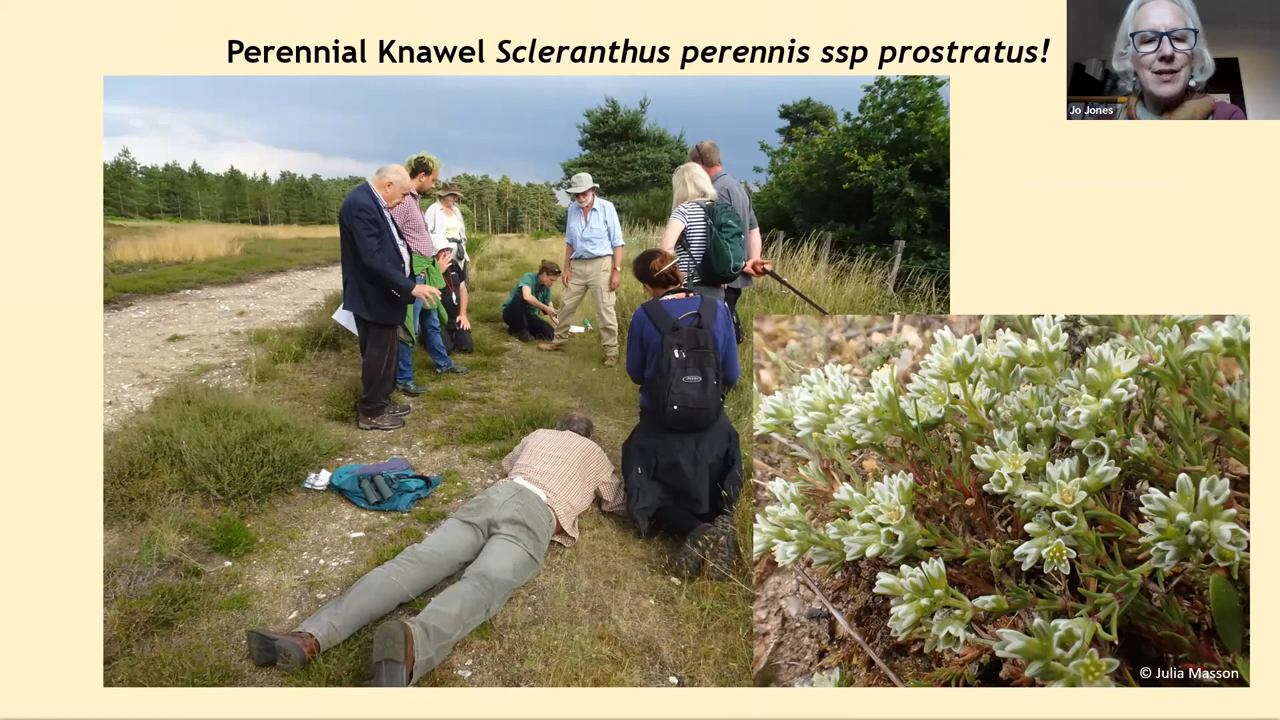 Perennial Knawel Scleranthus perennis ssp prostratus!
Jo Jones
© Julia Masson